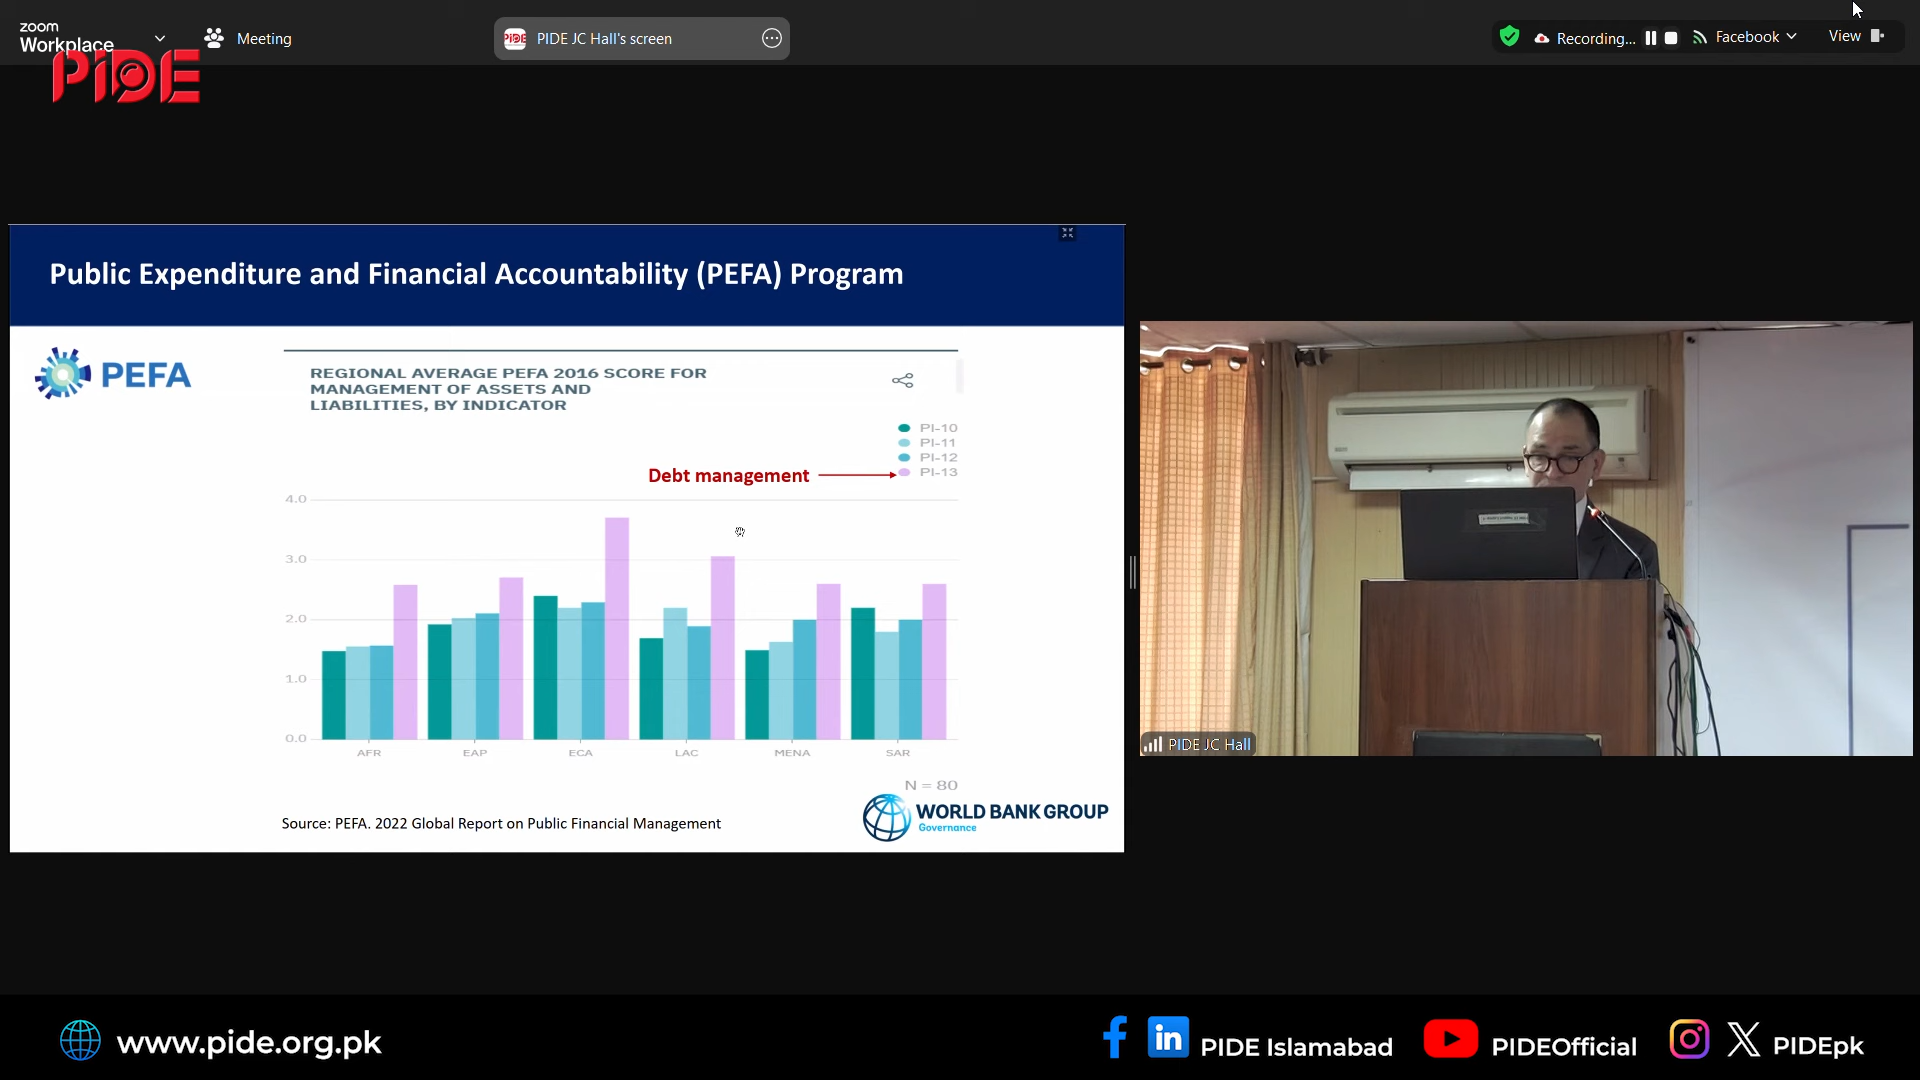 zoom
Workplace
Meeting
PIDE JC Hall's screen
Recording...
Facebook
View
PIDE
Public Expenditure and Financial Accountability (PEFA) Program
PEFA
REGIONAL AVERAGE PEFA 2016 SCORE FOR
MANAGEMENT OF ASSETS AND
LIABILITIES, BY INDICATOR
PI-10
PI-11
PI-12
PI-13
Debt management
4.0
3.0
2.0
1.0
0.0
AFR
EAP
ECA
LAC
MENA
SAR
N = 80
WORLD BANK GROUP
Governance
Source: PEFA. 2022 Global Report on Public Financial Management
PIDE JC Hall
www.pide.org.pk
PIDE Islamabad
PIDEOfficial
PIDEpk